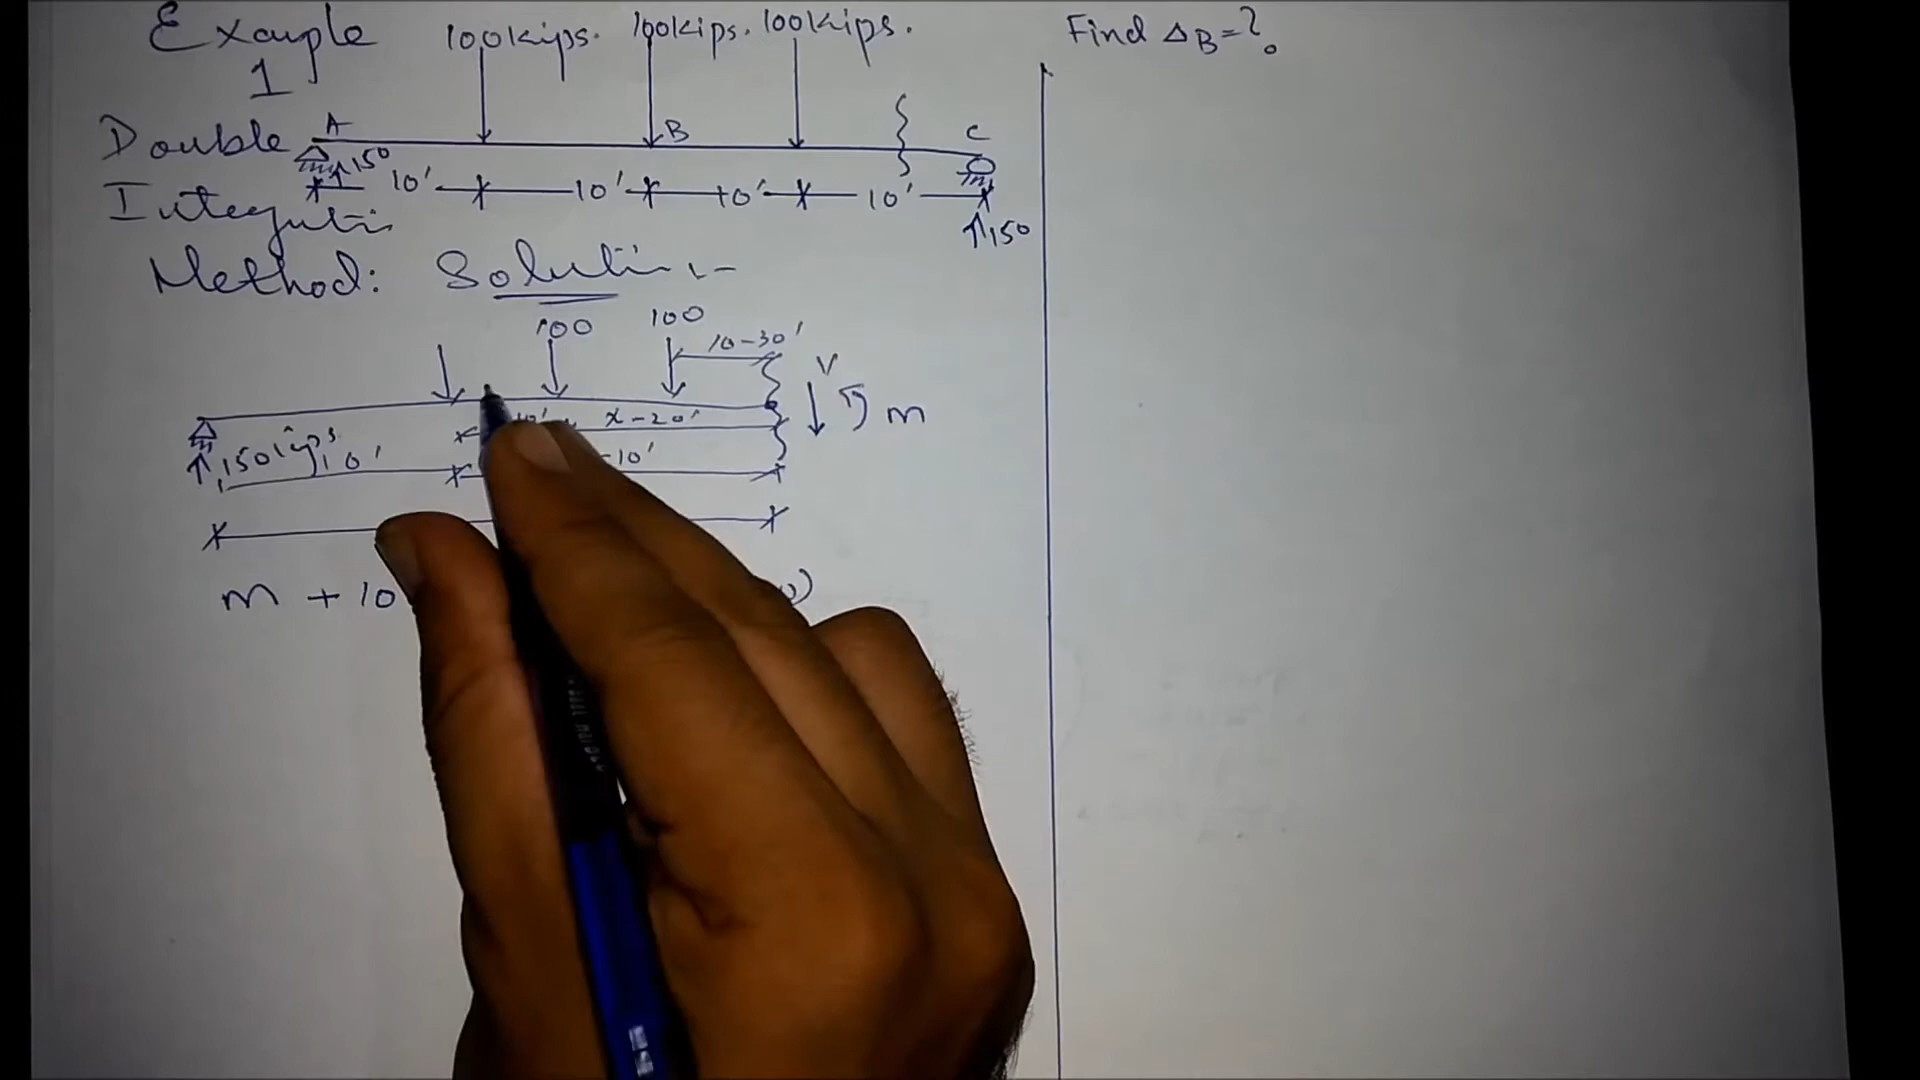 Example 100kips. 100kips. 100kips. Find ΔB=?
1
Double A B C
150
10' 10' 10' 10'
150
Method: Solution:-
100 100
10-30'
V
x-20' m
150kips
10' -10'
m + 10